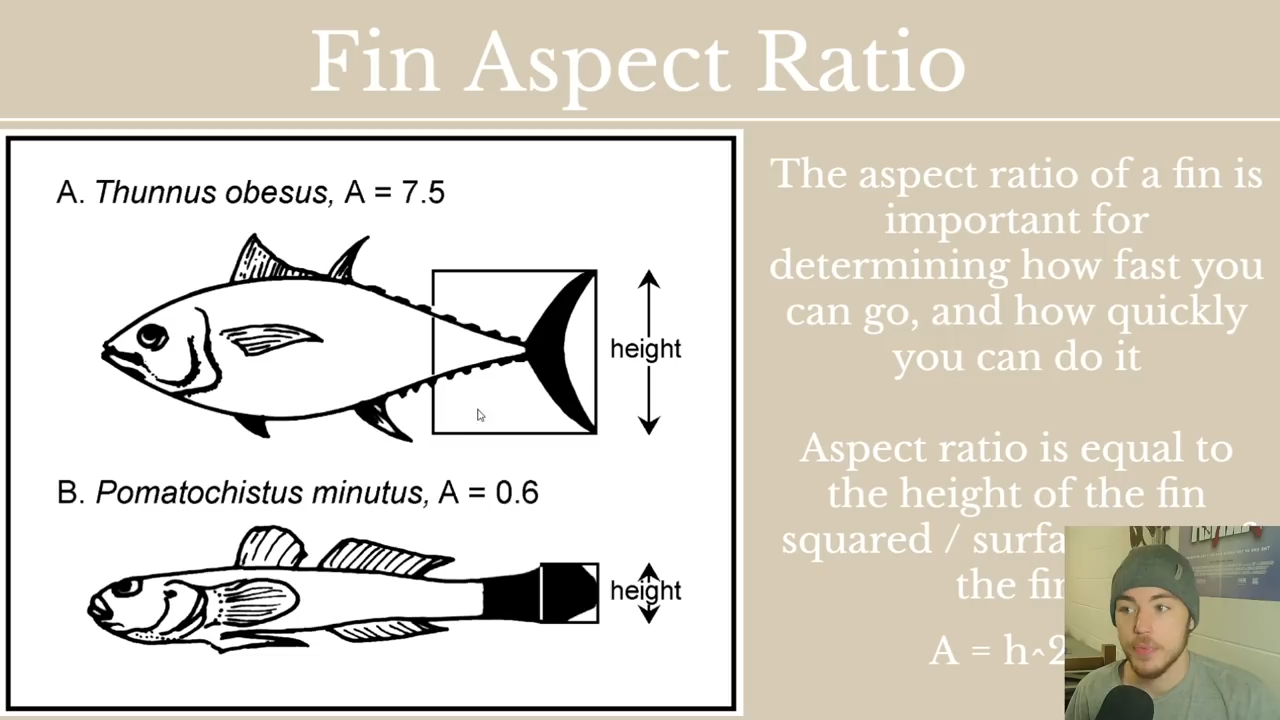 Fin Aspect Ratio
A. Thunnus obesus, A = 7.5
height
B. Pomatochistus minutus, A = 0.6
height
The aspect ratio of a fin is
important for
determining how fast you
can go, and how quickly
you can do it
Aspect ratio is equal to
the height of the fin
squared /
the
A = h^2